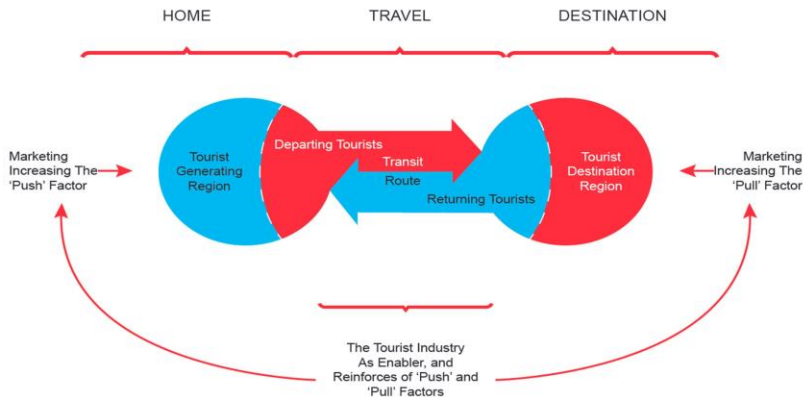 HOME
TRAVEL
DESTINATION
Marketing
Increasing The
'Push' Factor
Tourist
Generating
Region
Departing Tourists
Transit
Route
Returning Tourists
Tourist
Destination
Region
Marketing
Increasing The
'Pull' Factor
The Tourist Industry
As Enabler, and
Reinforces of 'Push' and
'Pull' Factors